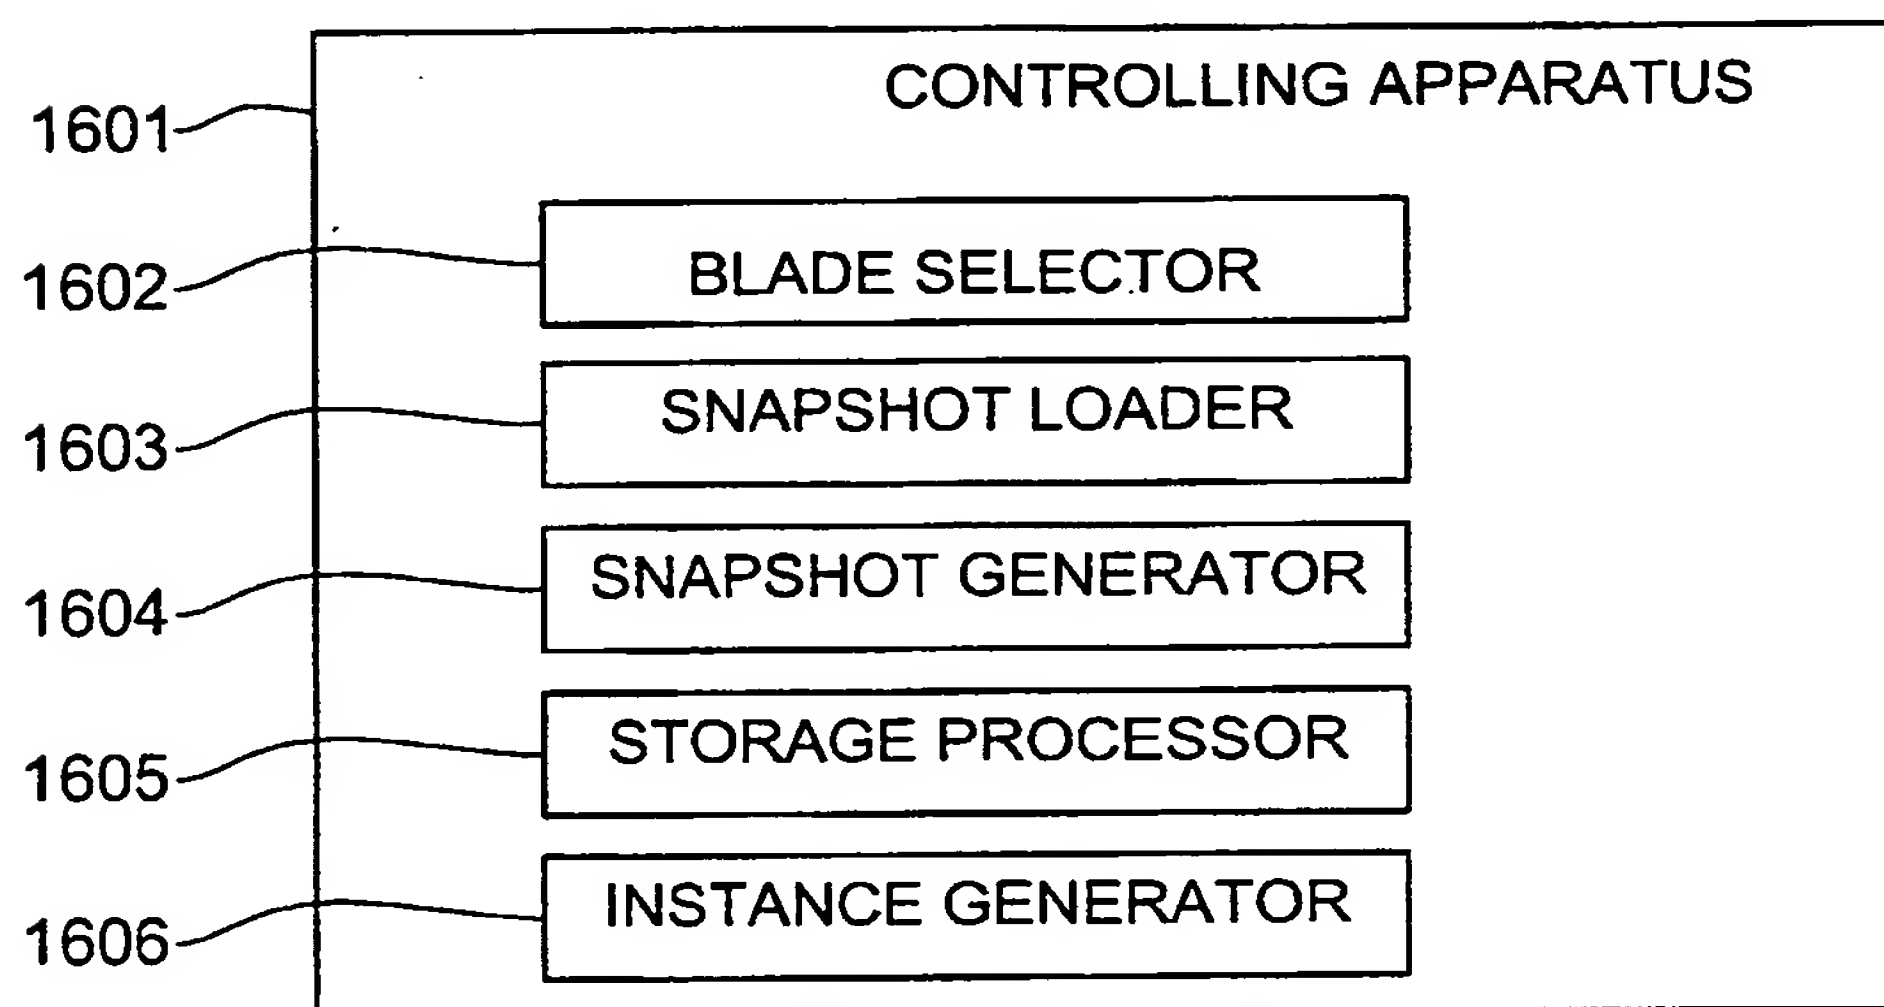 CONTROLLING APPARATUS
1601
1602
BLADE SELECTOR
1603
SNAPSHOT LOADER
1604
SNAPSHOT GENERATOR
1605
STORAGE PROCESSOR
1606
INSTANCE GENERATOR